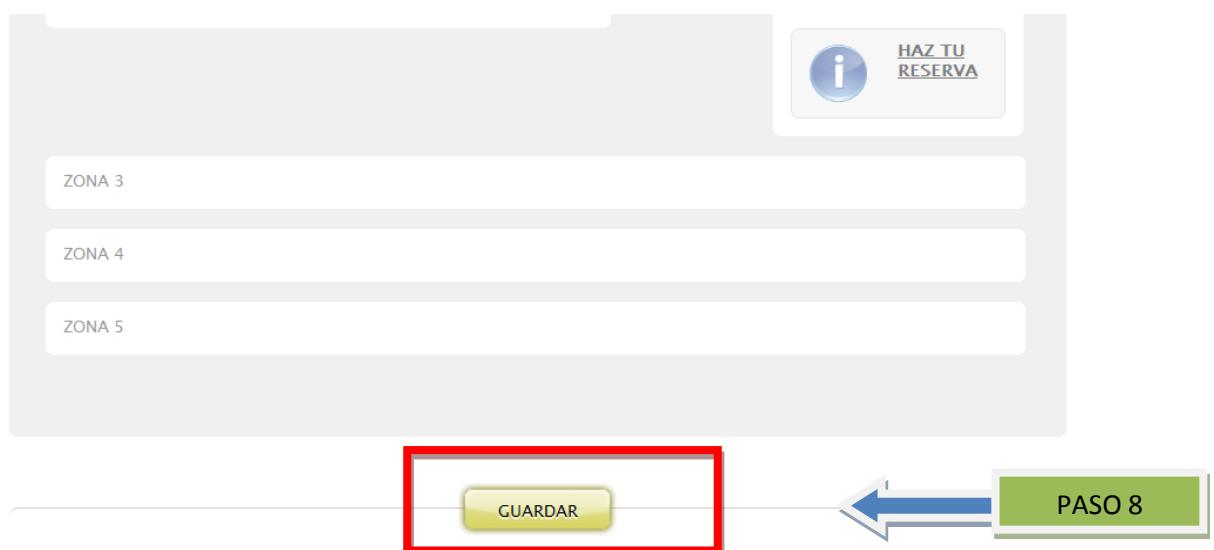 HAZ TU
RESERVA
ZONA 3
ZONA 4
ZONA 5
GUARDAR
PASO 8